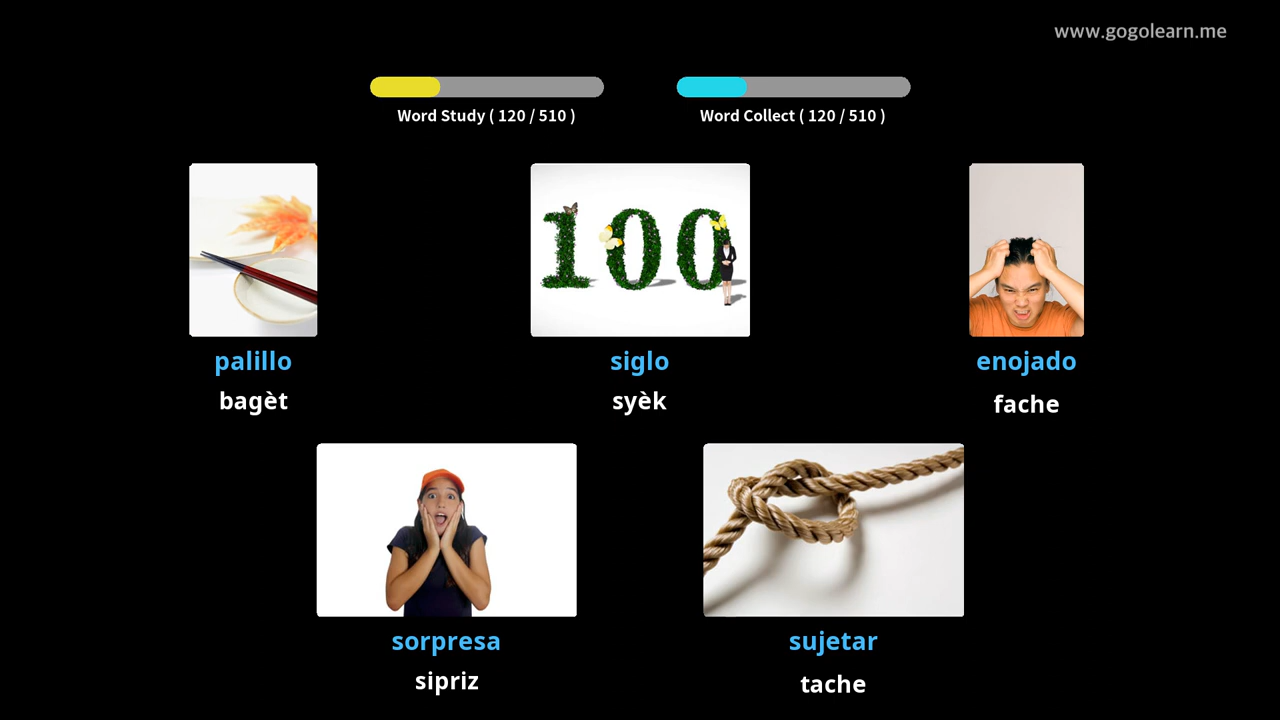 www.gogolearn.me
Word Study ( 120 / 510 )
Word Collect ( 120 / 510 )
100
palillo
bagèt
siglo
syèk
enojado
fache
sorpresa
sipriz
sujetar
tache